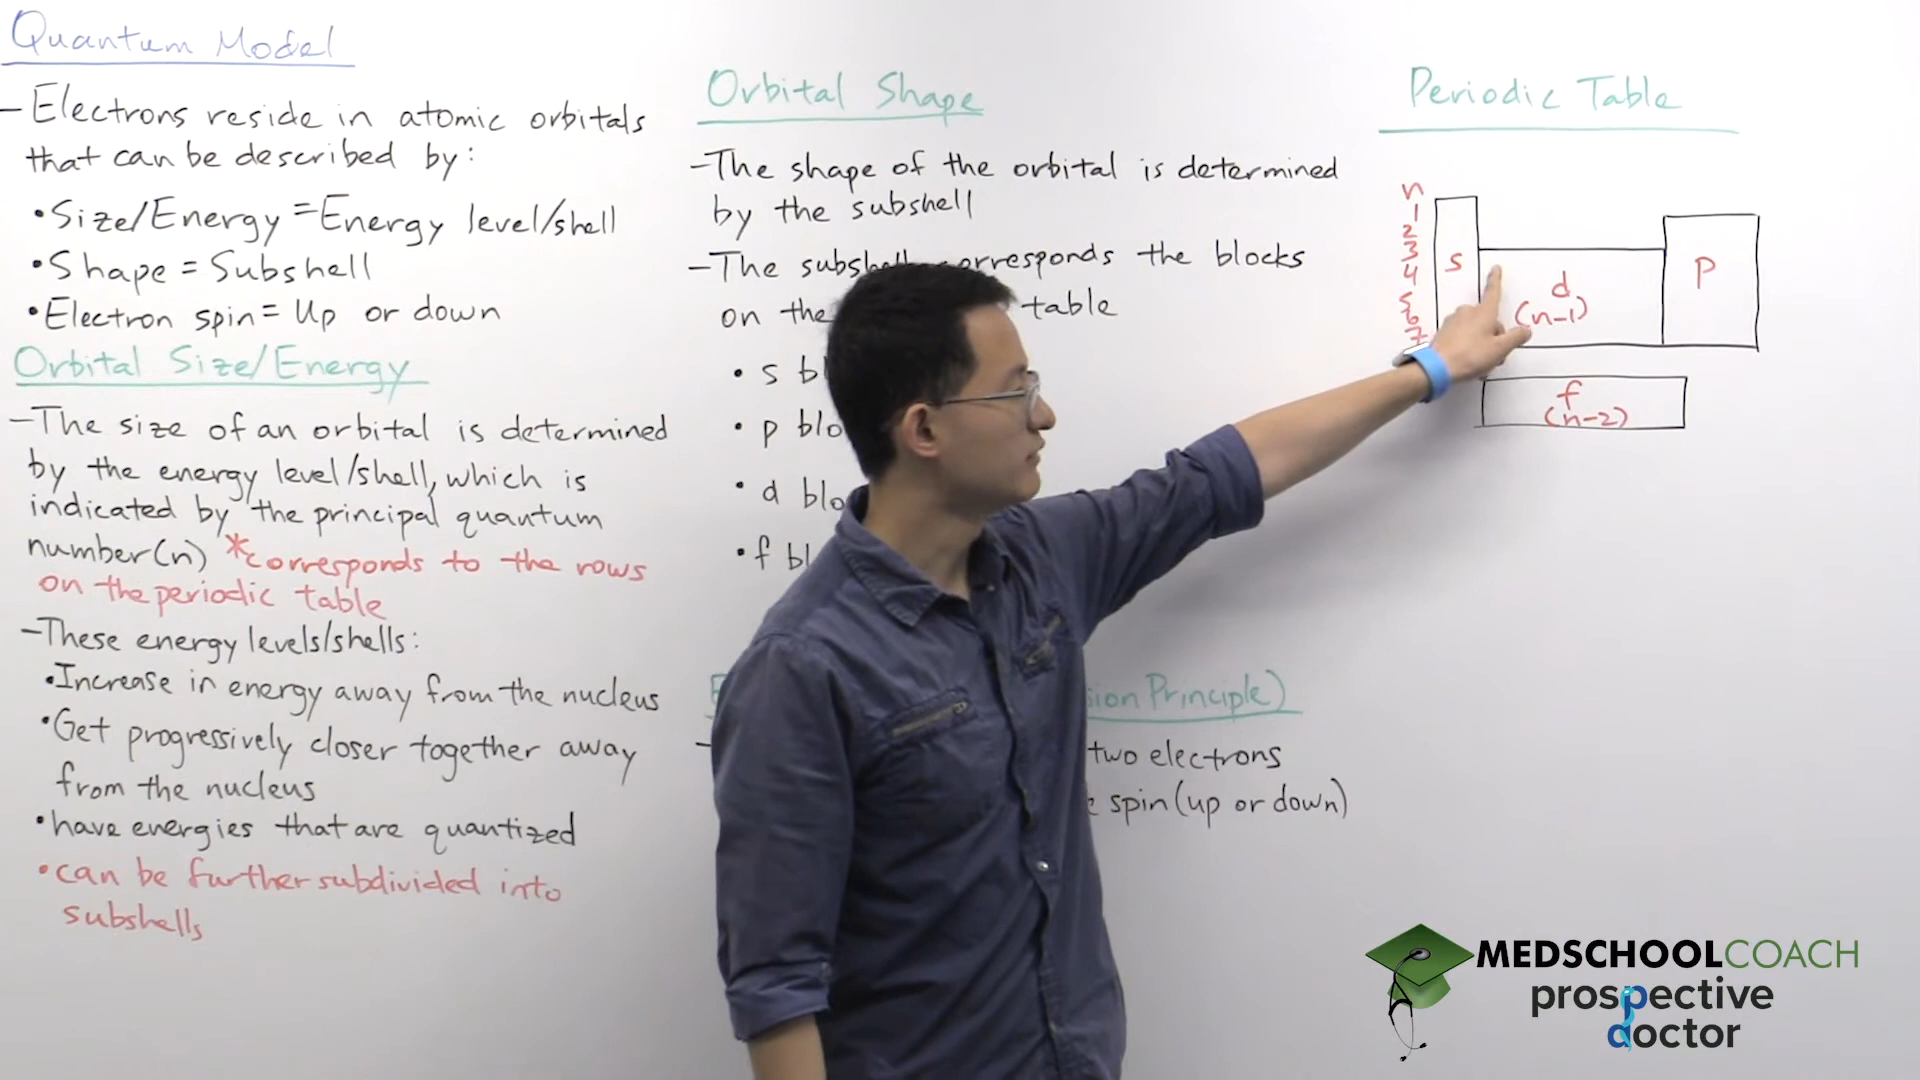 Quantum Model
- Electrons reside in atomic orbitals
that can be described by:
• Size/Energy = Energy level/shell
• Shape = Subshell
• Electron spin = Up or down
Orbital Size/Energy
- The size of an orbital is determined
by the energy level/shell, which is
indicated by the principal quantum
number (n) *corresponds to the rows
on the periodic table
- These energy levels/shells:
• Increase in energy away from the nucleus
• Get progressively closer together away
from the nucleus
• have energies that are quantized
• can be further subdivided into
subshells
Orbital Shape
- The shape of the orbital is determined
by the subshell
- The corresponds the blocks
on the table
• s
• p
• d
• f
Principle)
two electrons
spin (up or down)
Periodic Table
n
1
2
3
4
5
6
7
s
d
(n-1)
p
f
(n-2)
MEDSCHOOLCOACH
prospective
doctor